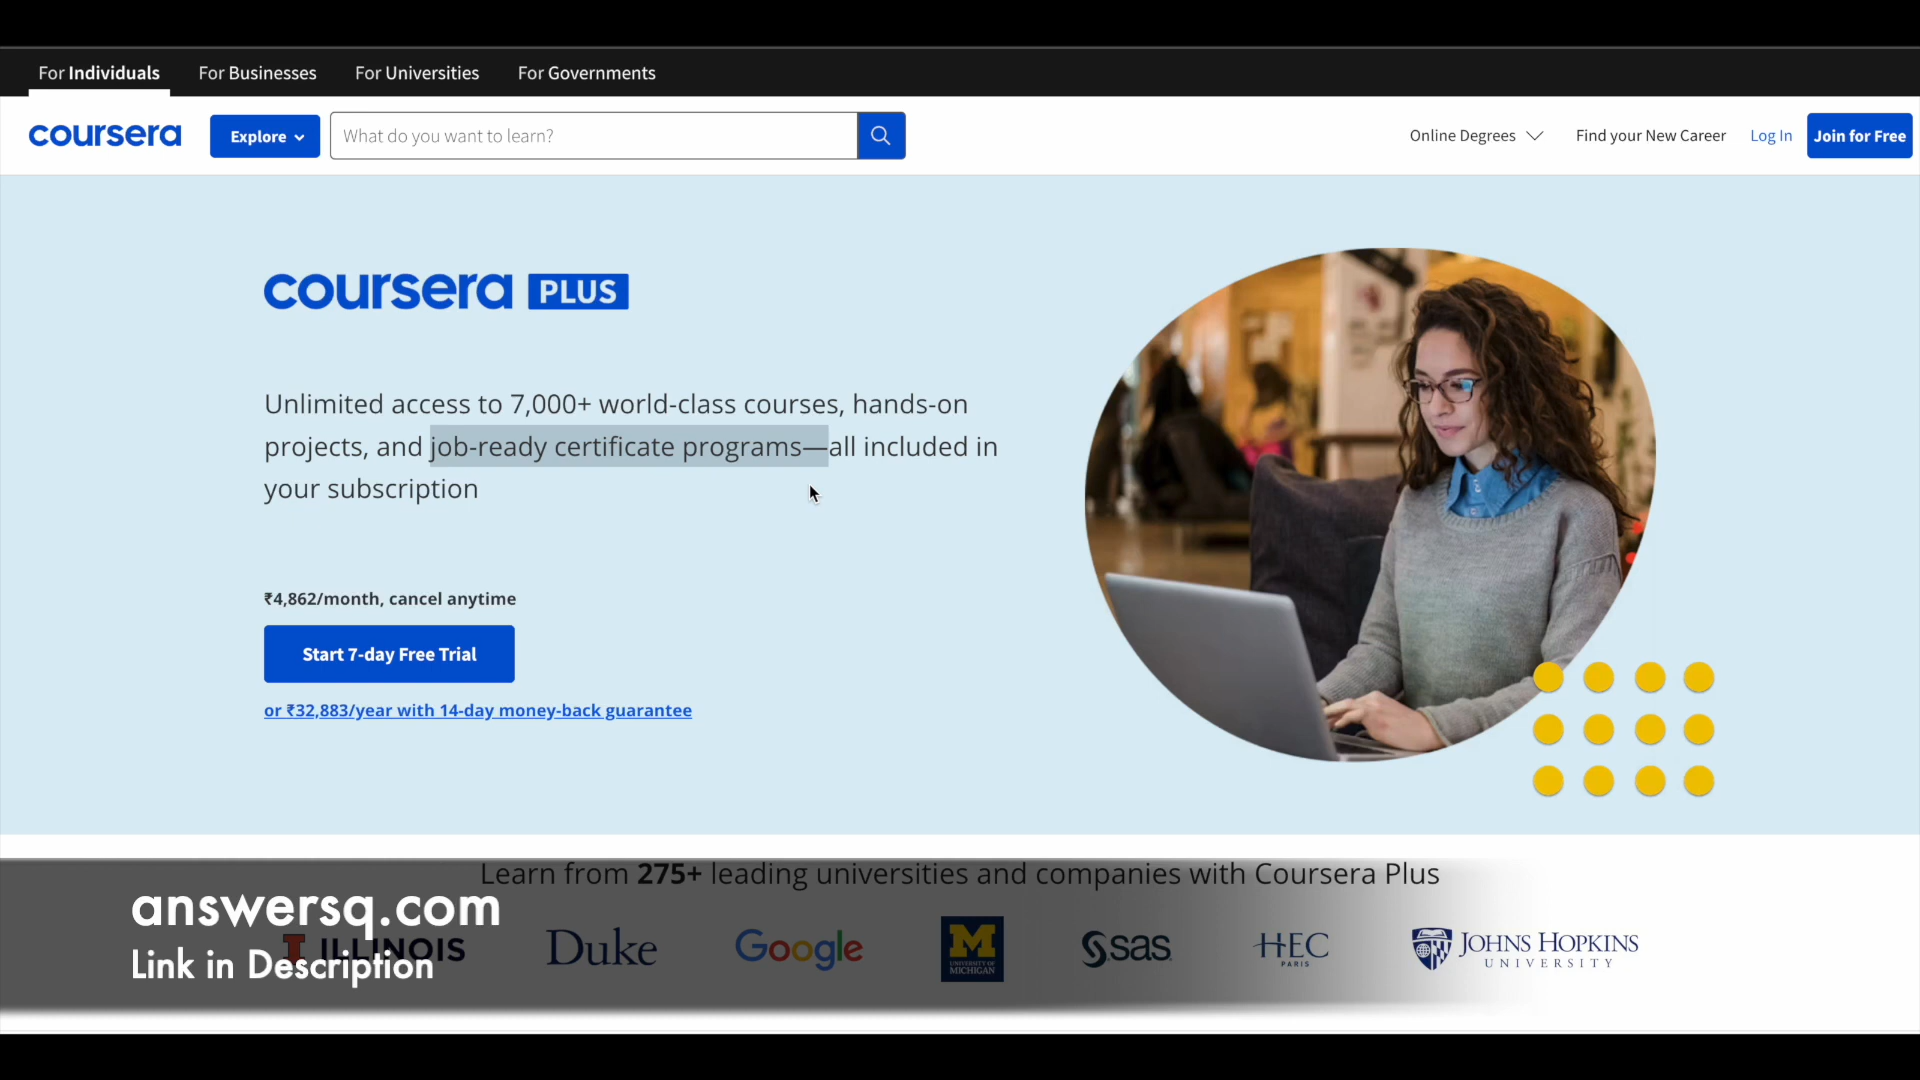 For Individuals For Businesses For Universities For Governments
coursera Explore What do you want to learn? Online Degrees Find your New Career Log In Join for Free
coursera PLUS
Unlimited access to 7,000+ world-class courses, hands-on
projects, and job-ready certificate programs—all included in
your subscription
₹4,862/month, cancel anytime
Start 7-day Free Trial
or ₹32,883/year with 14-day money-back guarantee
Learn from 275+ leading universities and companies with Coursera Plus
answersq.com
Link in Description
I ILLINOIS Duke Google M UNIVERSITY OF MICHIGAN sas HEC PARIS JOHNS HOPKINS UNIVERSITY